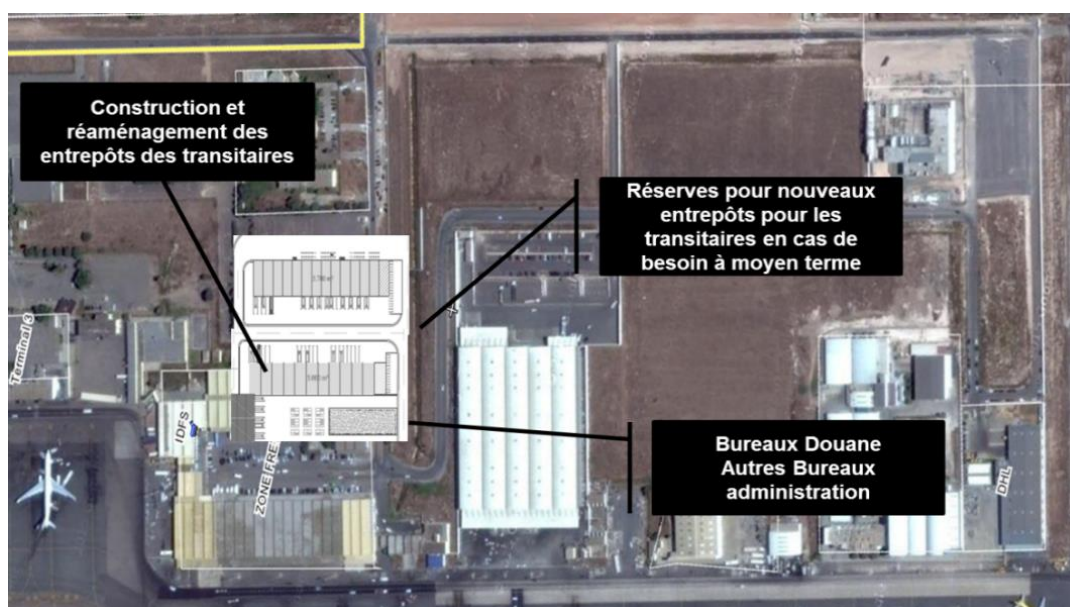 Construction et
réaménagement des
entrepôts des transitaires
Réserves pour nouveaux
entrepôts pour les
transitaires en cas de
besoin à moyen terme
Terminal 3
IDFS
ZONE FRE
Bureaux Douane
Autres Bureaux
administration
DHL